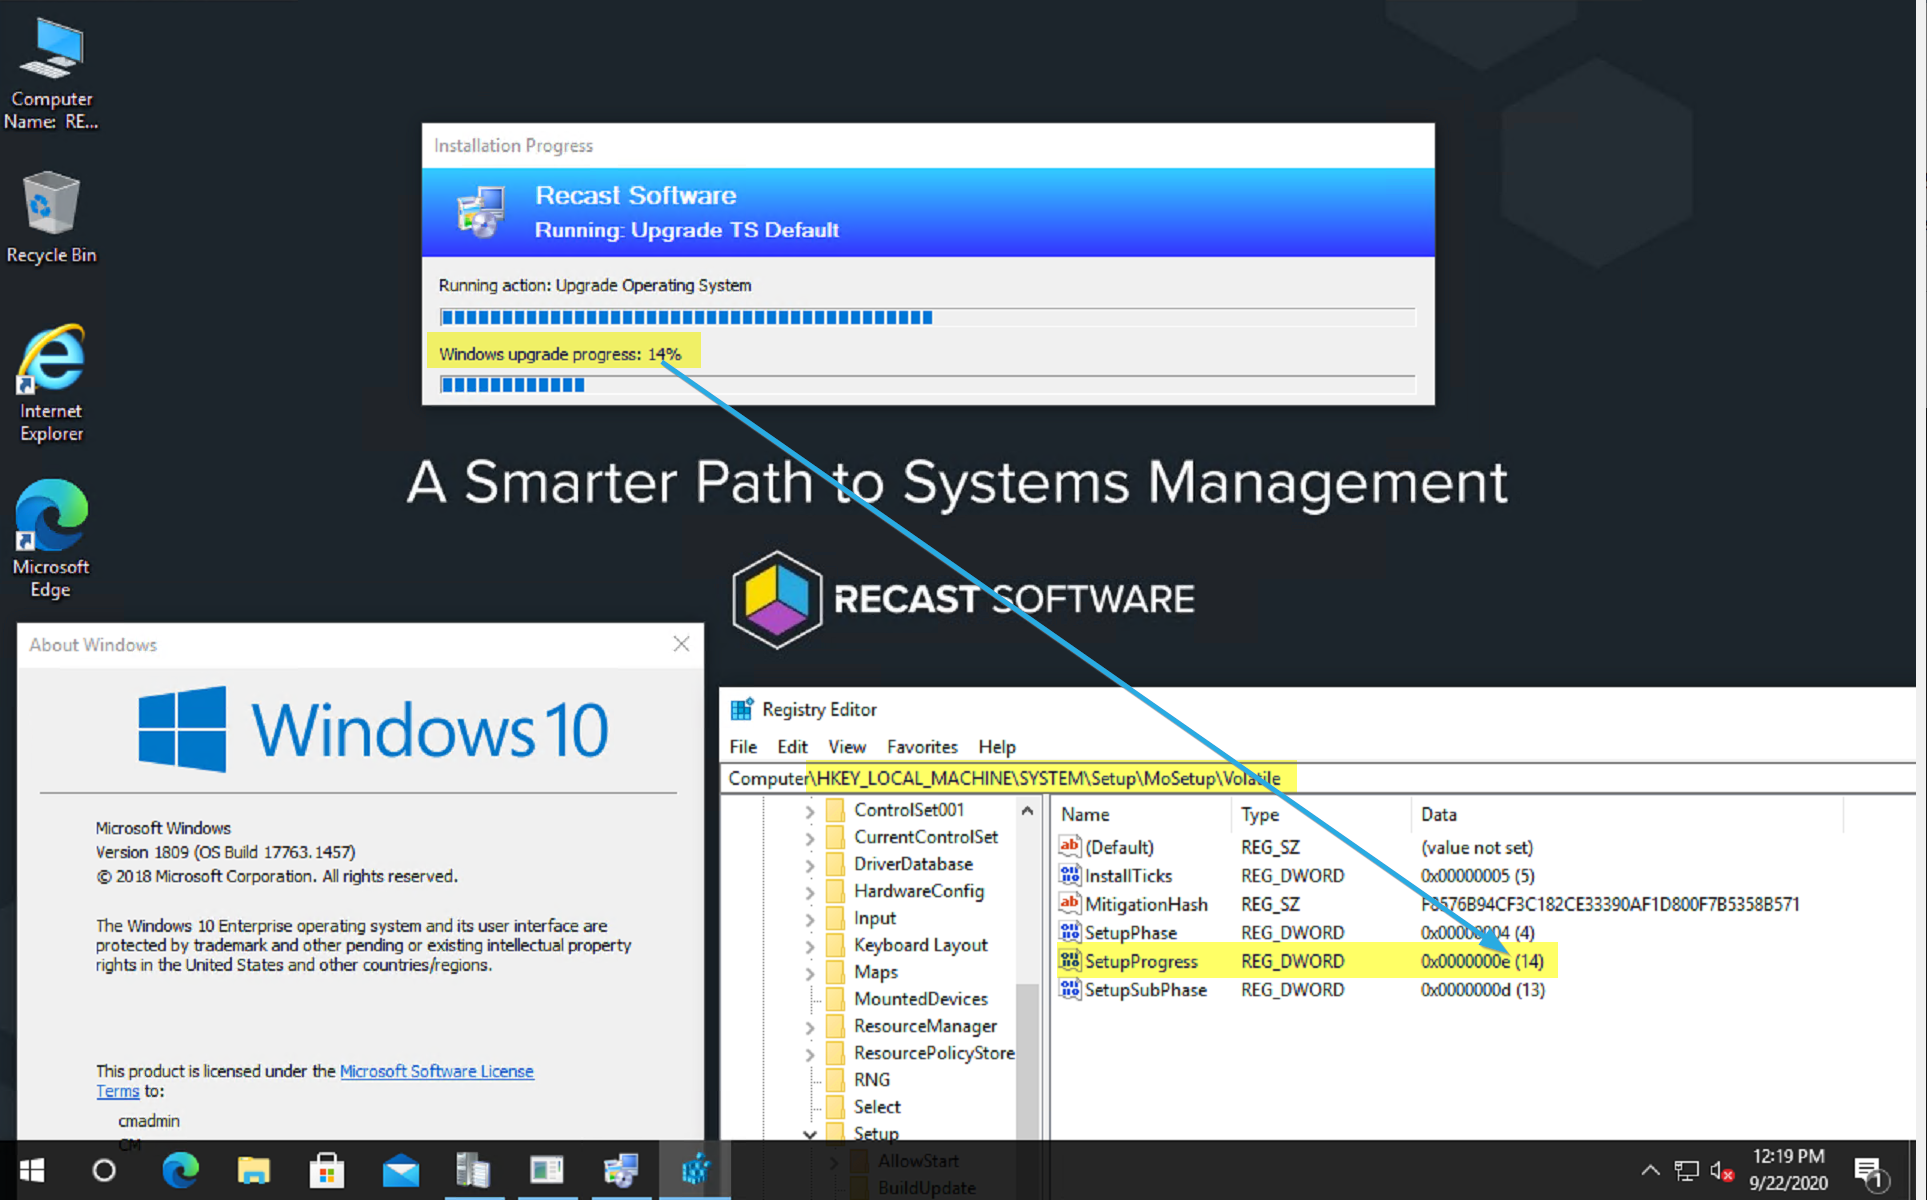 Computer
Name: RE...
Recycle Bin
Internet
Explorer
Microsoft
Edge
Installation Progress
Recast Software
Running: Upgrade TS Default
Running action: Upgrade Operating System
Windows upgrade progress: 14%
A Smarter Path to Systems Management
RECAST SOFTWARE
About Windows
Windows 10
Microsoft Windows
Version 1809 (OS Build 17763.1457)
© 2018 Microsoft Corporation. All rights reserved.
The Windows 10 Enterprise operating system and its user interface are
protected by trademark and other pending or existing intellectual property
rights in the United States and other countries/regions.
This product is licensed under the Microsoft Software License
Terms to:
cmadmin
CM
Registry Editor
File Edit View Favorites Help
Computer\HKEY_LOCAL_MACHINE\SYSTEM\Setup\MoSetup\Volatile
ControlSet001
CurrentControlSet
DriverDatabase
HardwareConfig
Input
Keyboard Layout
Maps
MountedDevices
ResourceManager
ResourcePolicyStore
RNG
Select
Setup
AllowStart
BuildUpdate
Name Type Data
(Default) REG_SZ (value not set)
InstallTicks REG_DWORD 0x00000005 (5)
MitigationHash REG_SZ F8576B94CF3C182CE33390AF1D800F7B5358B571
SetupPhase REG_DWORD 0x00000004 (4)
SetupProgress REG_DWORD 0x0000000e (14)
SetupSubPhase REG_DWORD 0x0000000d (13)
12:19 PM
9/22/2020
1